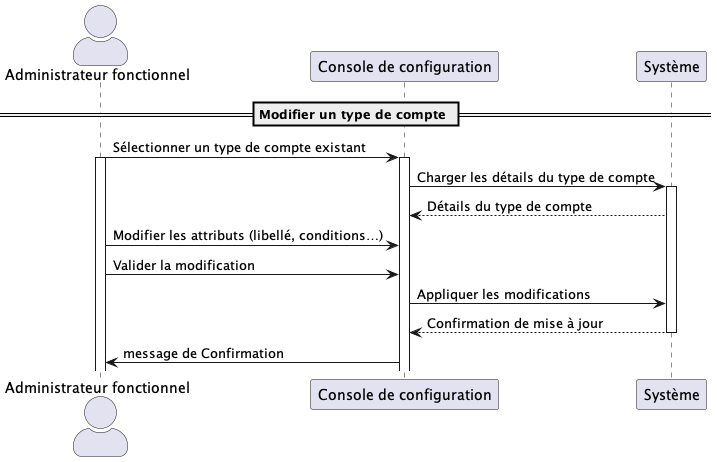 Administrateur fonctionnel
Console de configuration
Système
Modifier un type de compte
Sélectionner un type de compte existant
Charger les détails du type de compte
Détails du type de compte
Modifier les attributs (libellé, conditions...)
Valider la modification
Appliquer les modifications
Confirmation de mise à jour
message de Confirmation
Administrateur fonctionnel
Console de configuration
Système